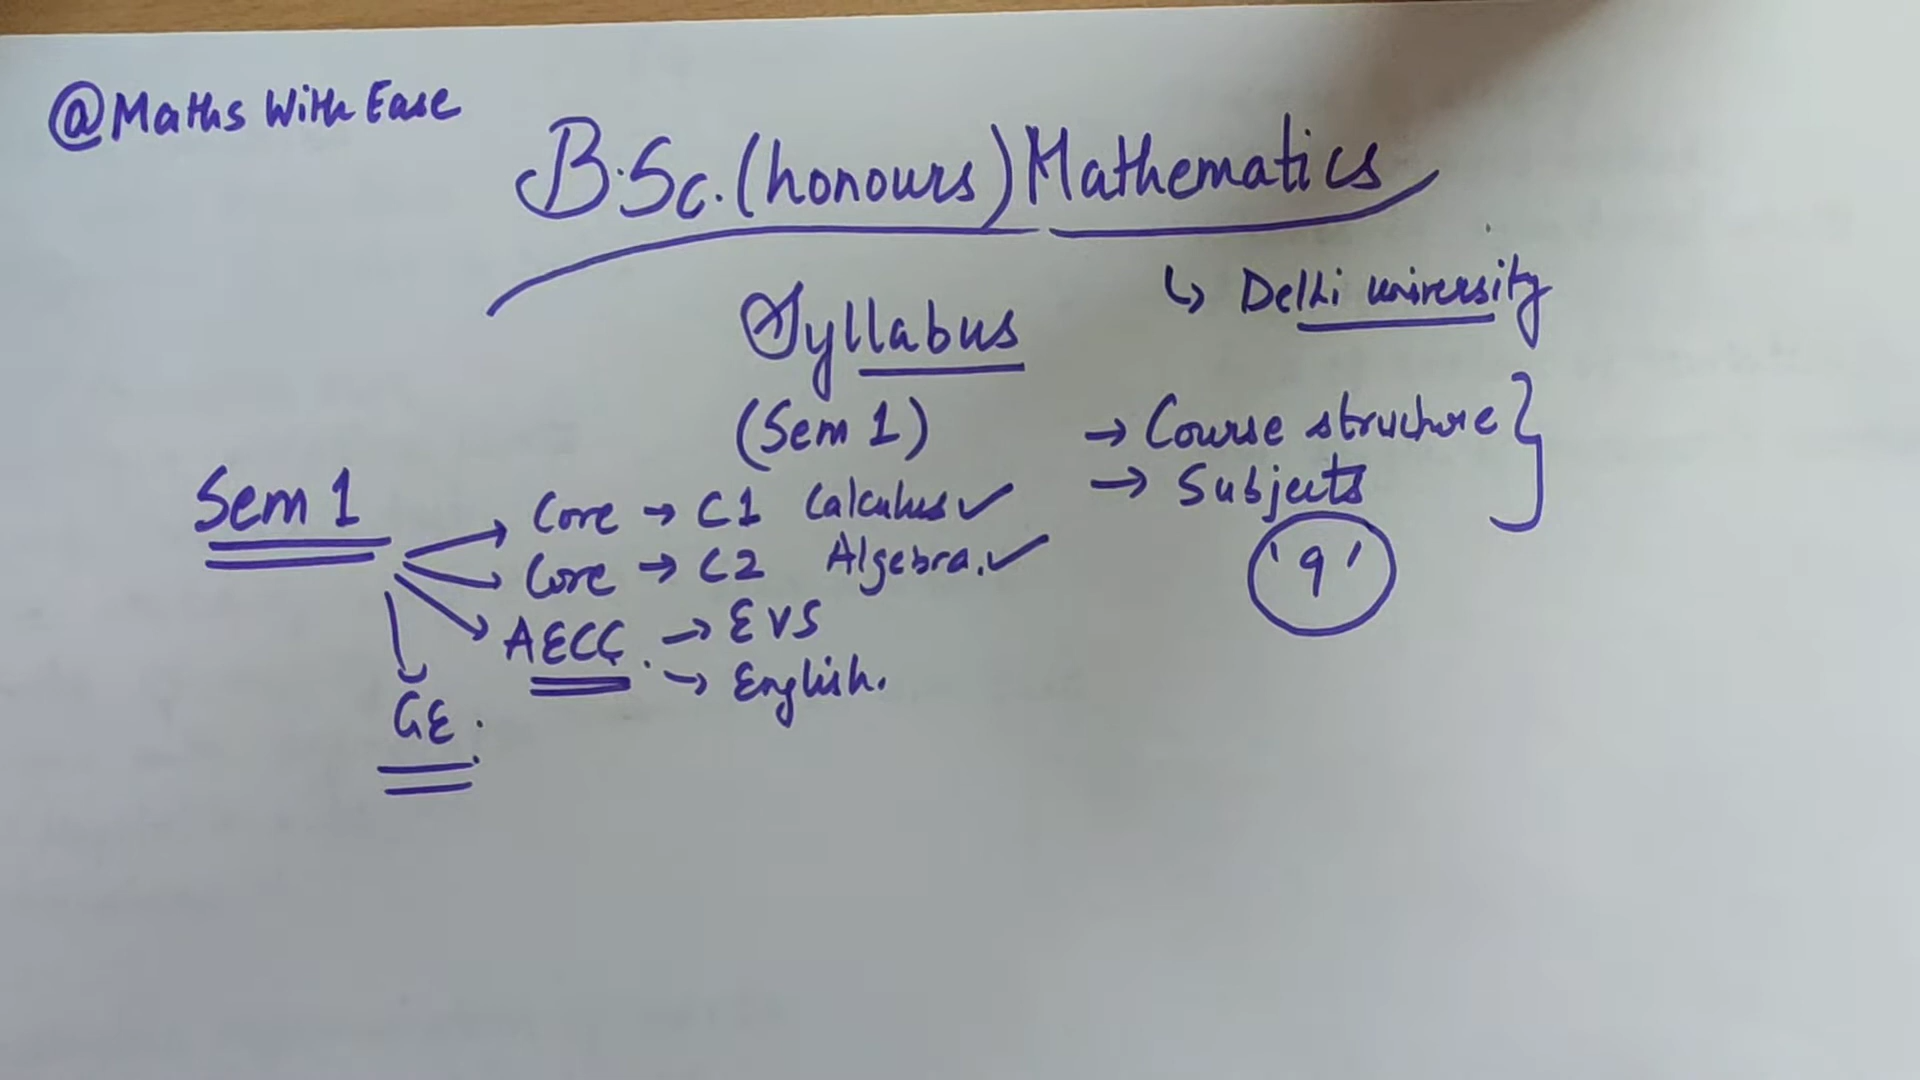 @Maths With Ease
B.Sc.(honours) Mathematics
↳ Delhi university
Syllabus
(Sem 1)
→ Course structure
→ Subjects
'9'
Sem 1
Core → C1 Calculus ✓
Core → C2 Algebra. ✓
AECC → EVS
→ English.
GE.